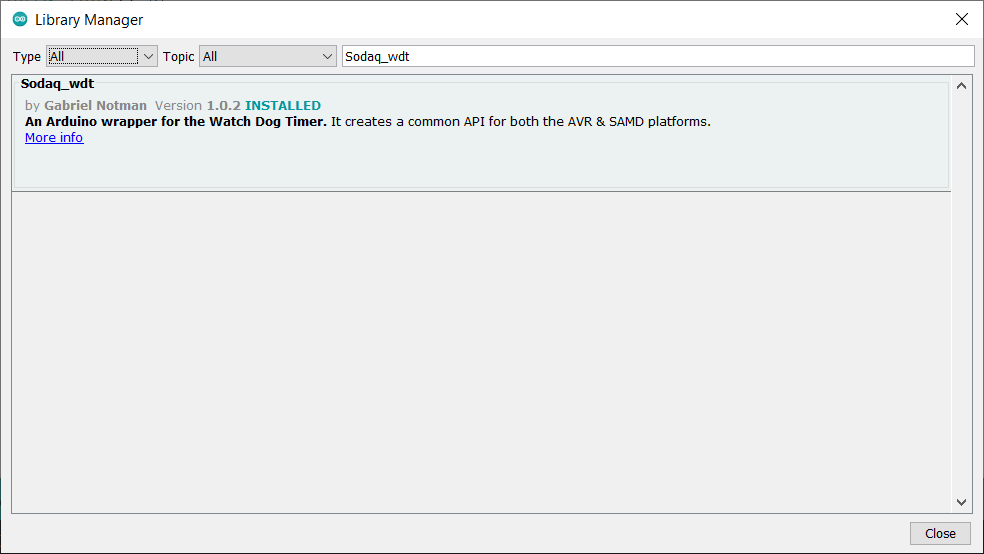 Library Manager
Type All Topic All Sodaq_wdt
Sodaq_wdt
by Gabriel Notman Version 1.0.2 INSTALLED
An Arduino wrapper for the Watch Dog Timer. It creates a common API for both the AVR & SAMD platforms.
More info
Close